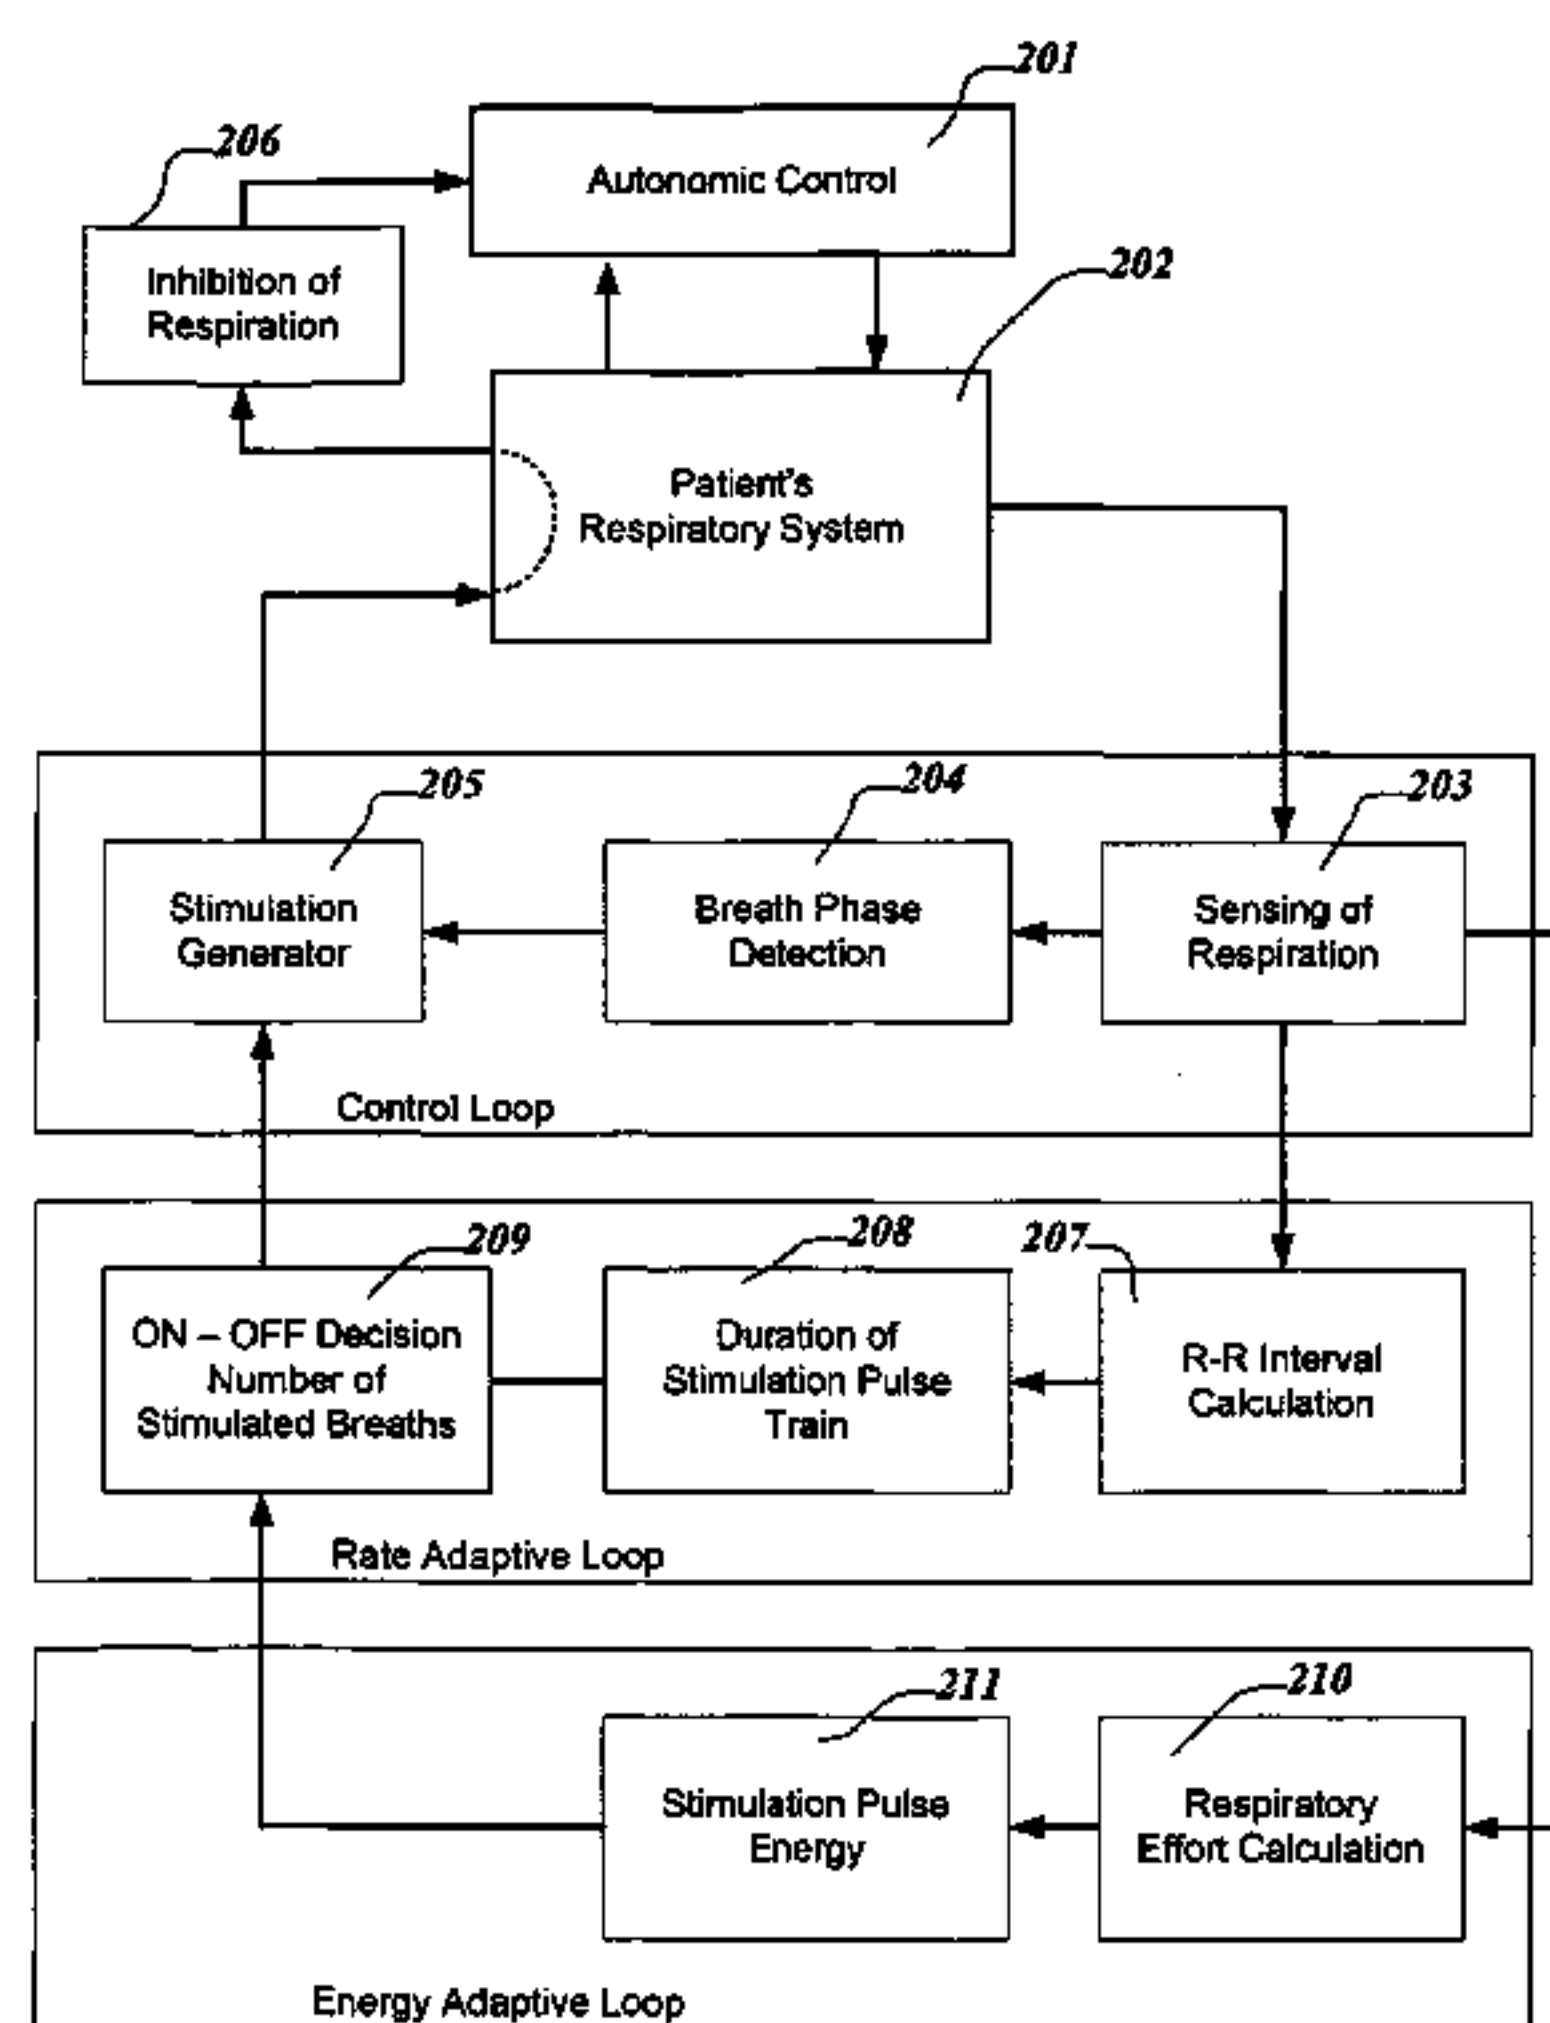 201
206
Autonomic Control
202
Inhibition of
Respiration
Patient's
Respiratory System
205
204
203
Stimulation
Generator
Breath Phase
Detection
Sensing of
Respiration
Control Loop
209
208
207
ON – OFF Decision
Number of
Stimulated Breaths
Duration of
Stimulation Pulse
Train
R-R Interval
Calculation
Rate Adaptive Loop
211
210
Stimulation Pulse
Energy
Respiratory
Effort Calculation
Energy Adaptive Loop